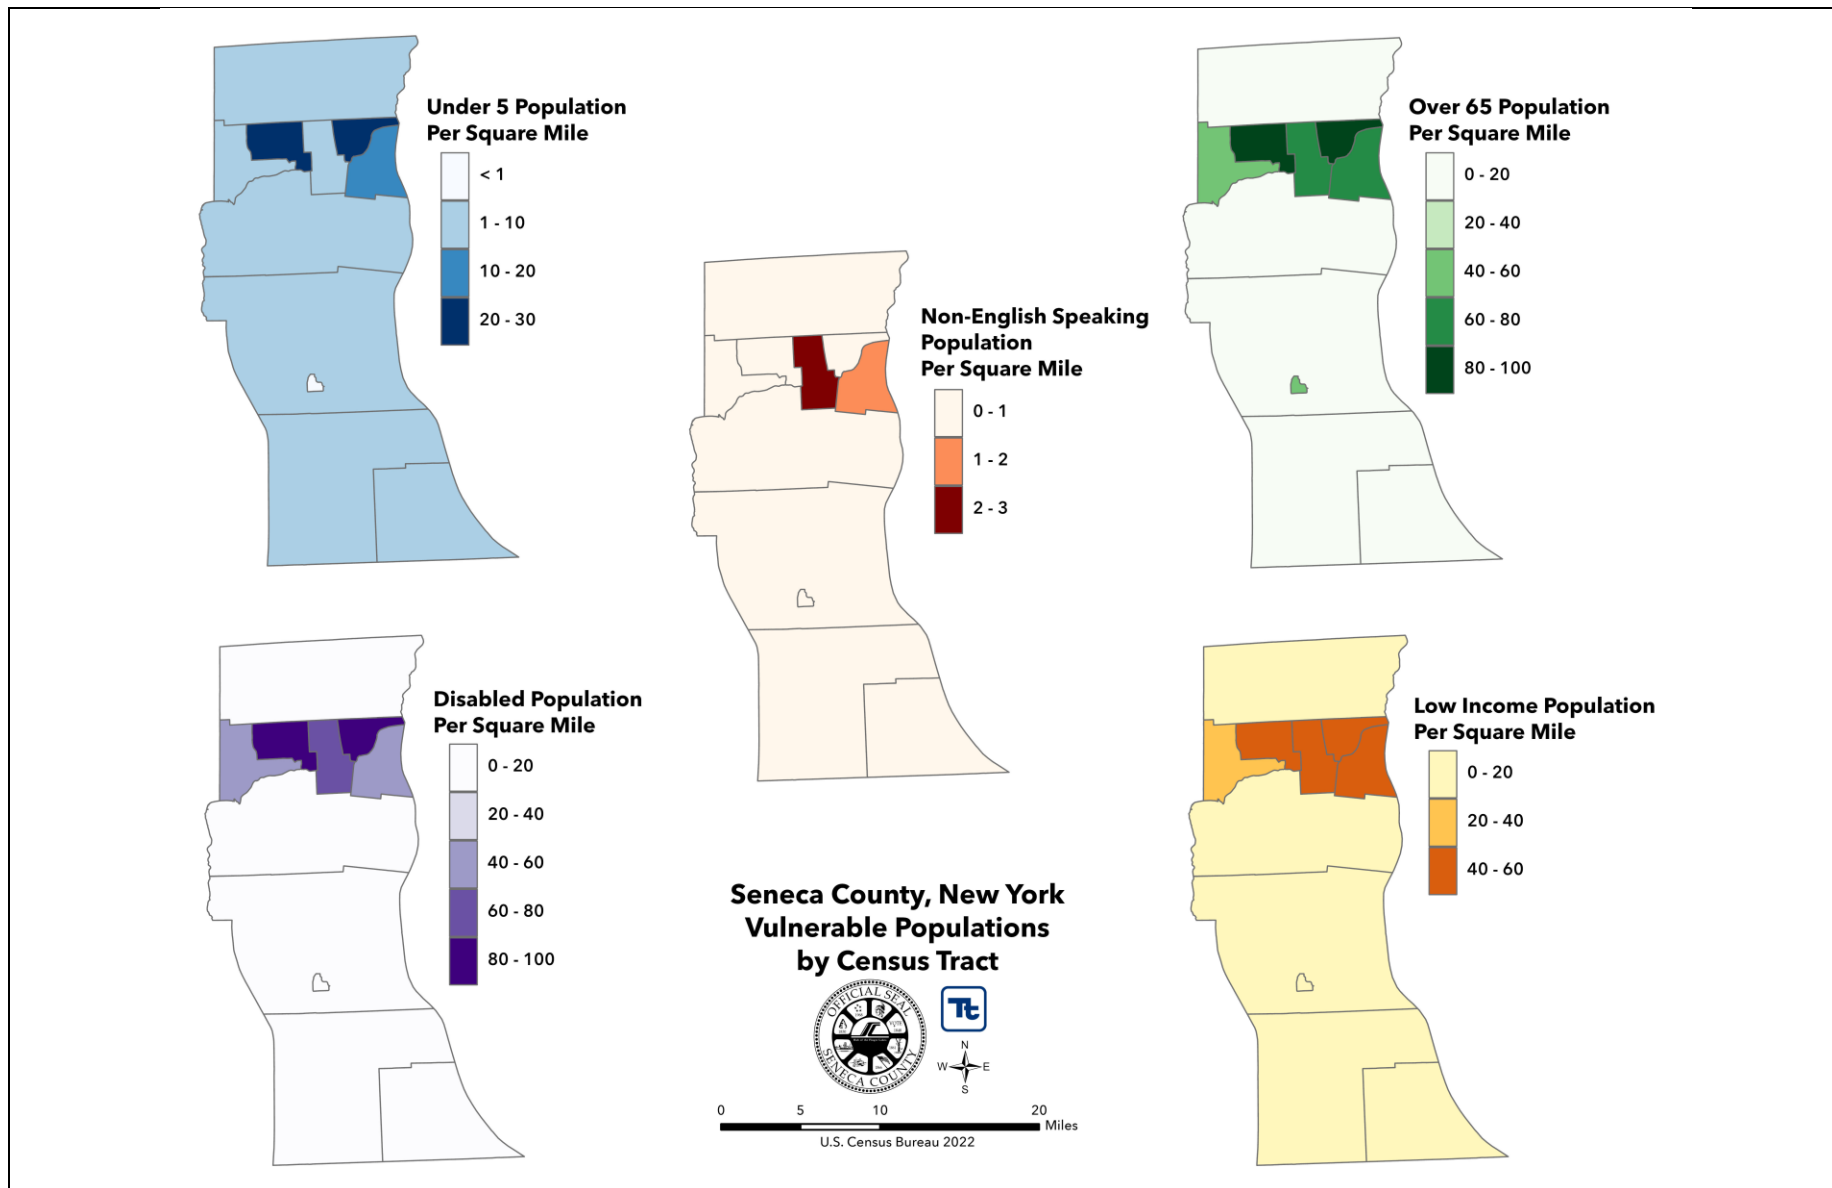 Under 5 Population
Per Square Mile
< 1
1 - 10
10 - 20
20 - 30
Over 65 Population
Per Square Mile
0 - 20
20 - 40
40 - 60
60 - 80
80 - 100
Non-English Speaking
Population
Per Square Mile
0 - 1
1 - 2
2 - 3
Disabled Population
Per Square Mile
0 - 20
20 - 40
40 - 60
60 - 80
80 - 100
Low Income Population
Per Square Mile
0 - 20
20 - 40
40 - 60
Seneca County, New York
Vulnerable Populations
by Census Tract
OFFICIAL SEAL
SENECA COUNTY
Tt
N
W E
S
0 5 10 20
Miles
U.S. Census Bureau 2022